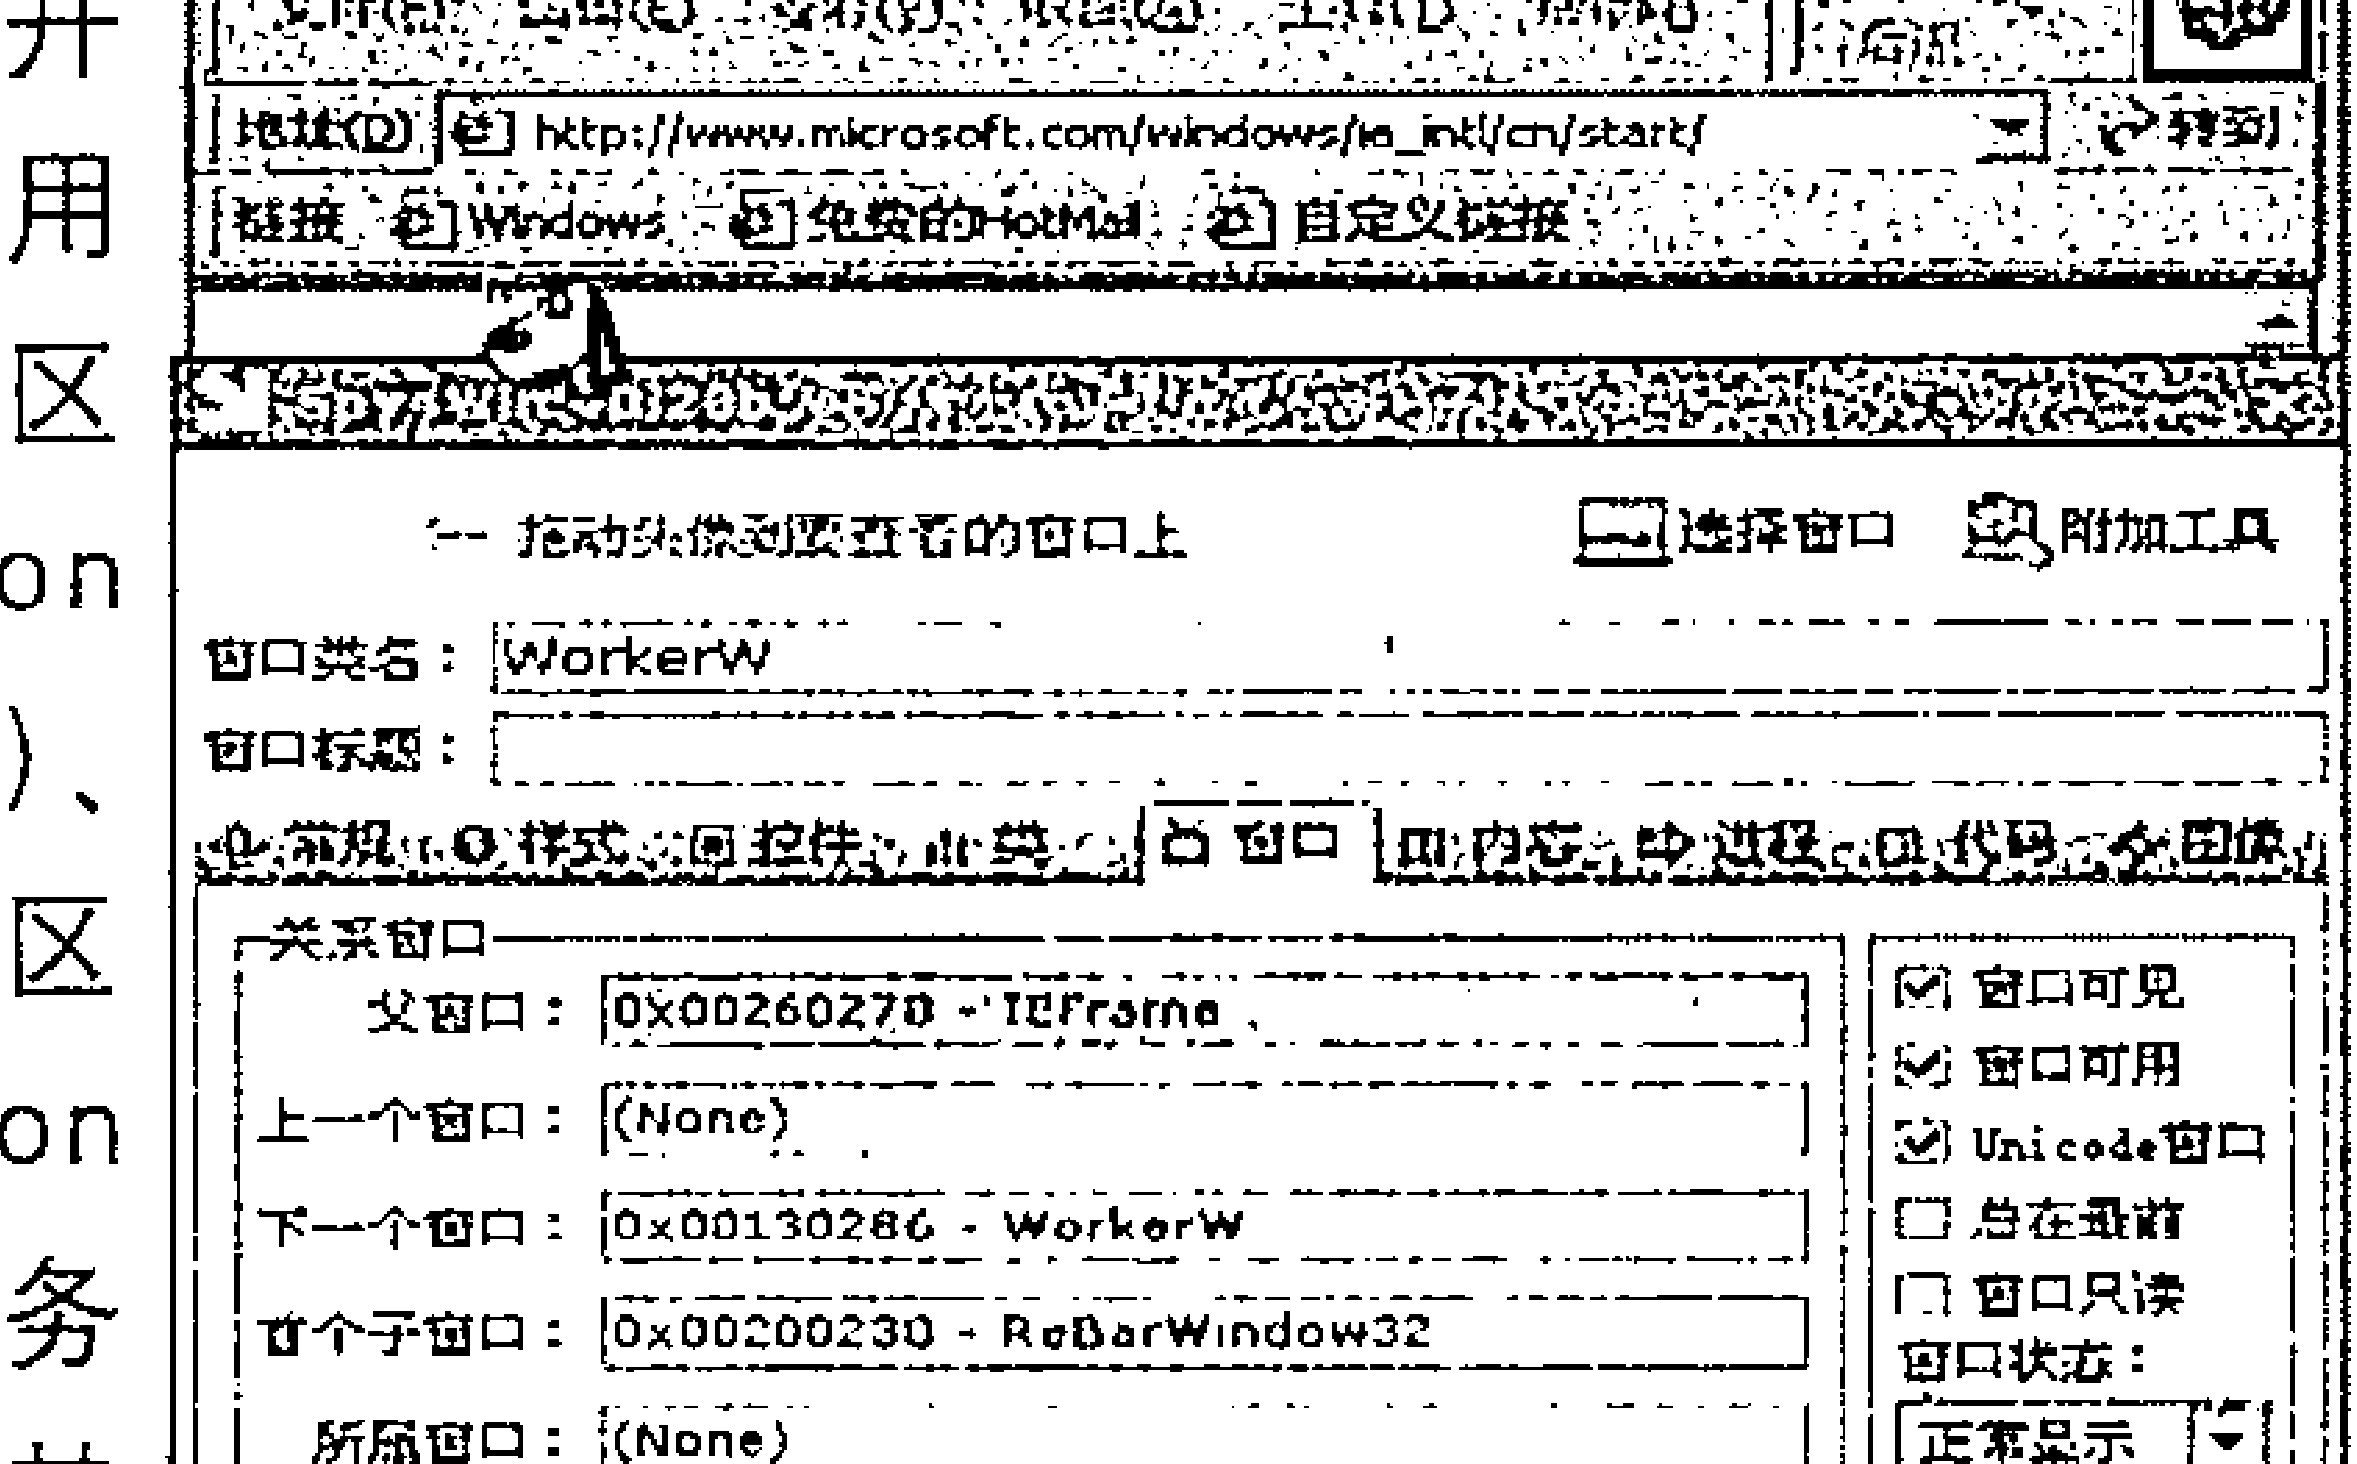 开
用
区
on
)、
区
on
务
地址(D) http://www.microsoft.com/windows/ie_intl/cn/start/ 转到
链接 Windows 免费的HotMail 自定义链接
拖动头像到要查看的窗口上 选择窗口 附加工具
窗口类名： WorkerW
窗口标题：
常规 样式 控件 类 窗口 内容 进程 代码 图像
关系窗口
父窗口： 0x00260270 - IEFrame
上一个窗口： (None)
下一个窗口： 0x00130286 - WorkerW
首个子窗口： 0x00200230 - ReBarWindow32
所属窗口： (None)
窗口可见
窗口可用
Unicode窗口
总在最前
窗口只读
窗口状态：
正常显示